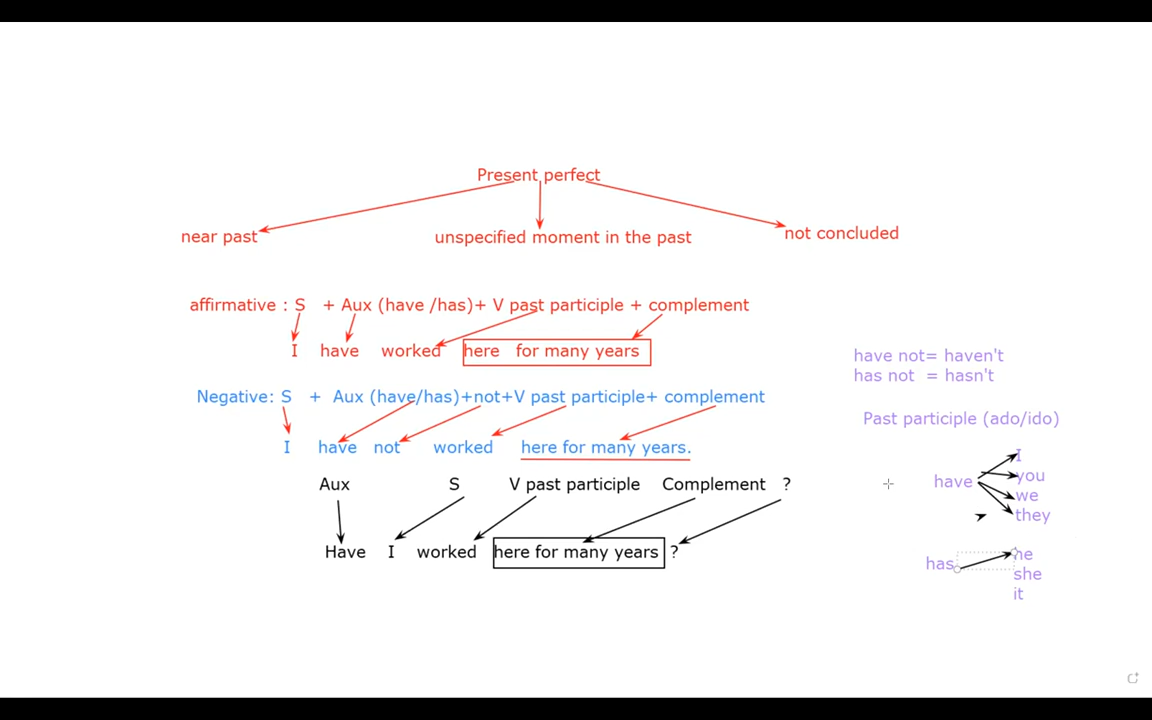 Present perfect
near past unspecified moment in the past not concluded
affirmative : S + Aux (have /has)+ V past participle + complement
I have worked here for many years
have not= haven't
has not = hasn't
Negative: S + Aux (have/has)+not+V past participle+ complement
Past participle (ado/ido)
I have not worked here for many years.
Aux S V past participle Complement ?
Have I worked here for many years ?
have
I
you
we
they
has
he
she
it